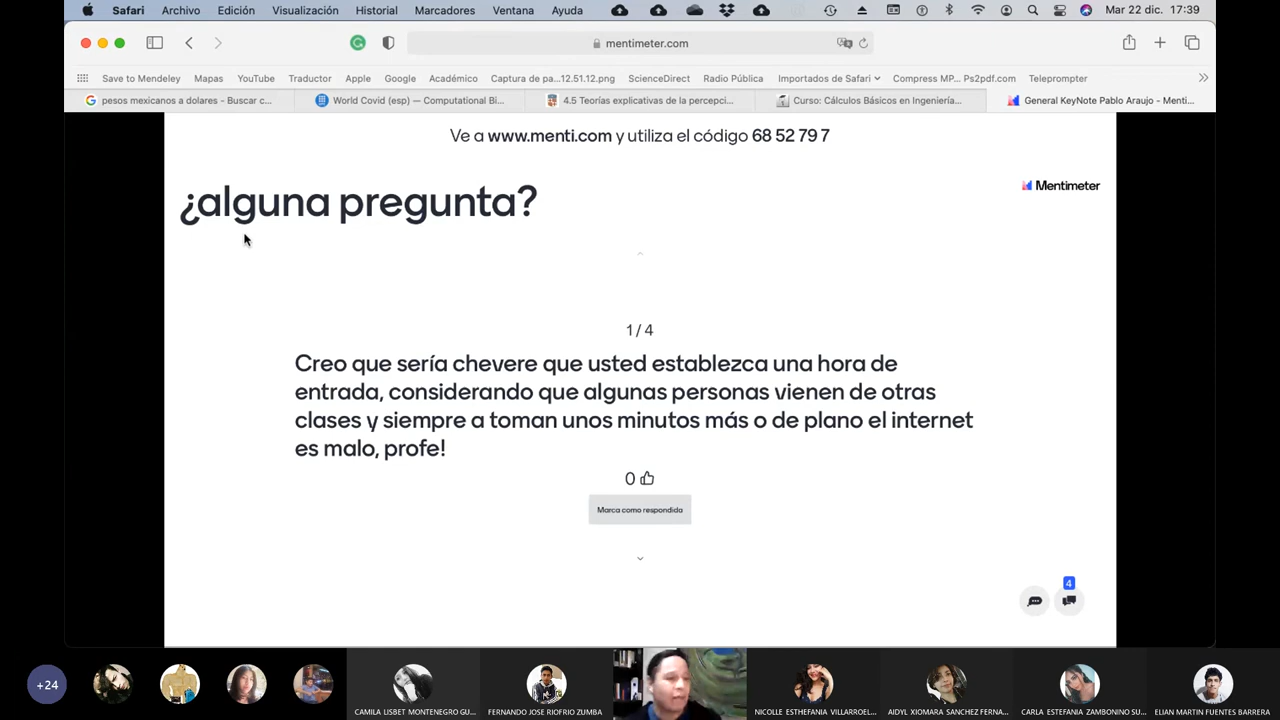 Safari Archivo Edición Visualización Historial Marcadores Ventana Ayuda Mar 22 dic. 17:39
mentimeter.com
Save to Mendeley Mapas YouTube Traductor Apple Google Académico Captura de pa...12.51.12.png ScienceDirect Radio Pública Importados de Safari Compress MP... Ps2pdf.com Teleprompter
pesos mexicanos a dolares - Buscar c... World Covid (esp) — Computational Bi... 4.5 Teorías explicativas de la percepci... Curso: Cálculos Básicos en Ingeniería... General KeyNote Pablo Araujo - Menti...
Ve a www.menti.com y utiliza el código 68 52 79 7
Mentimeter
¿alguna pregunta?
1 / 4
Creo que sería chevere que usted establezca una hora de
entrada, considerando que algunas personas vienen de otras
clases y siempre a toman unos minutos más o de plano el internet
es malo, profe!
0
Marca como respondida
4
+24
CAMILA LISBET MONTENEGRO GU... FERNANDO JOSE RIOFRIO ZUMBA NICOLLE ESTHEFANIA VILLARROEL... AIDYL XIOMARA SANCHEZ FERNA... CARLA ESTEFANIA ZAMBONINO SU... ELIAN MARTIN FUENTES BARRERA